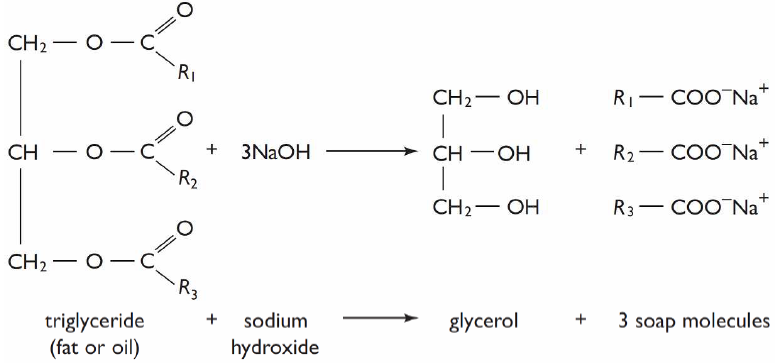 O
CH₂ — O — C
R₁
O
CH — O — C + 3NaOH
R₂
O
CH₂ — O — C
R₃
CH₂ — OH
CH — OH
CH₂ — OH
+
R₁ — COO⁻Na⁺
R₂ — COO⁻Na⁺
R₃ — COO⁻Na⁺
triglyceride + sodium glycerol + 3 soap molecules
(fat or oil) hydroxide